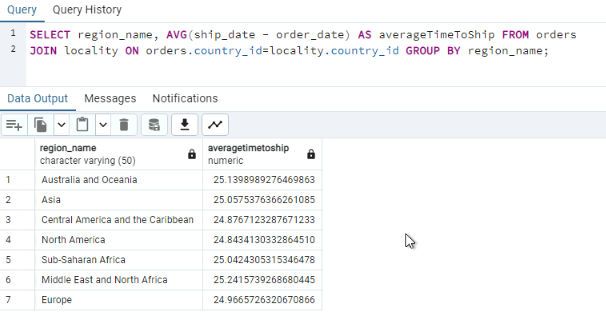 Query Query History
1 SELECT region_name, AVG(ship_date - order_date) AS averageTimeToShip FROM orders
2 JOIN locality ON orders.country_id=locality.country_id GROUP BY region_name;
Data Output Messages Notifications
region_name averagetimetoship
character varying (50) numeric
1 Australia and Oceania 25.1398989276469863
2 Asia 25.0575376366261085
3 Central America and the Caribbean 24.8767123287671233
4 North America 24.8434130332864510
5 Sub-Saharan Africa 25.0424305315346478
6 Middle East and North Africa 25.2415739268680445
7 Europe 24.9665726320670866